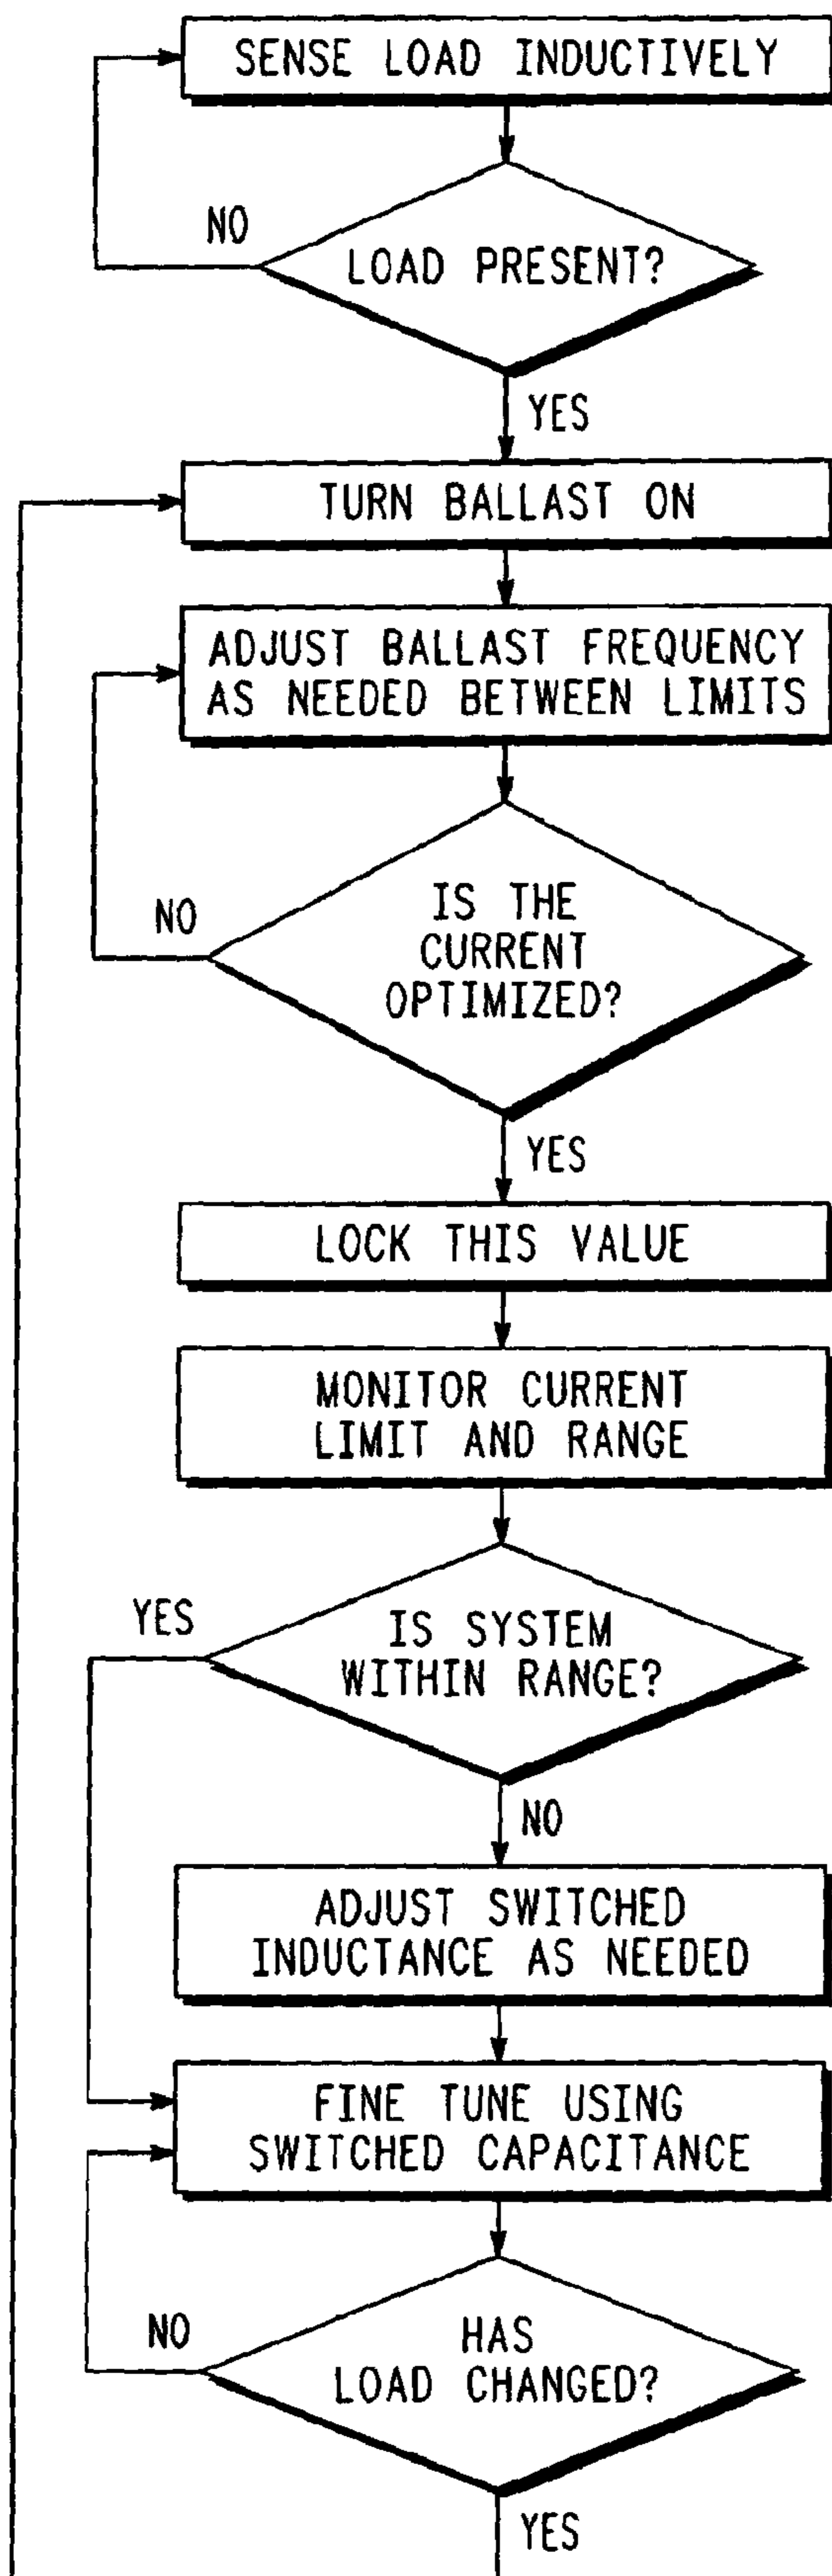 SENSE LOAD INDUCTIVELY
NO
LOAD PRESENT?
YES
TURN BALLAST ON
ADJUST BALLAST FREQUENCY
AS NEEDED BETWEEN LIMITS
NO
IS THE
CURRENT
OPTIMIZED?
YES
LOCK THIS VALUE
MONITOR CURRENT
LIMIT AND RANGE
YES
IS SYSTEM
WITHIN RANGE?
NO
ADJUST SWITCHED
INDUCTANCE AS NEEDED
FINE TUNE USING
SWITCHED CAPACITANCE
NO
HAS
LOAD CHANGED?
YES